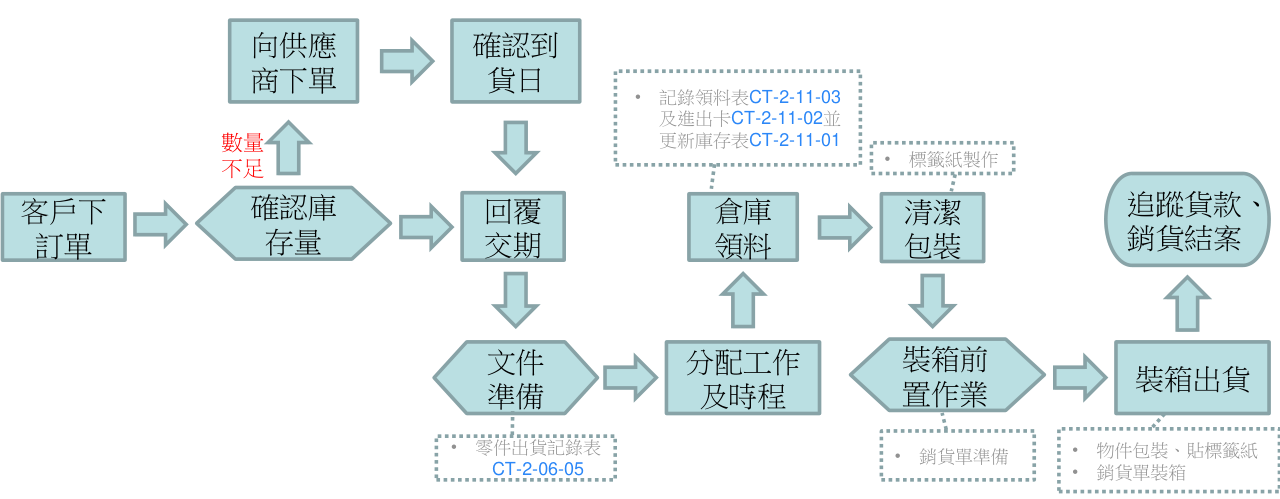 客戶下
訂單
確認庫
存量
數量
不足
向供應
商下單
確認到
貨日
回覆
交期
文件
準備
• 零件出貨記錄表
CT-2-06-05
分配工作
及時程
倉庫
領料
• 記錄領料表CT-2-11-03
及進出卡CT-2-11-02並
更新庫存表CT-2-11-01
清潔
包裝
• 標籤紙製作
裝箱前
置作業
• 銷貨單準備
裝箱出貨
• 物件包裝、貼標籤紙
• 銷貨單裝箱
追蹤貨款、
銷貨結案